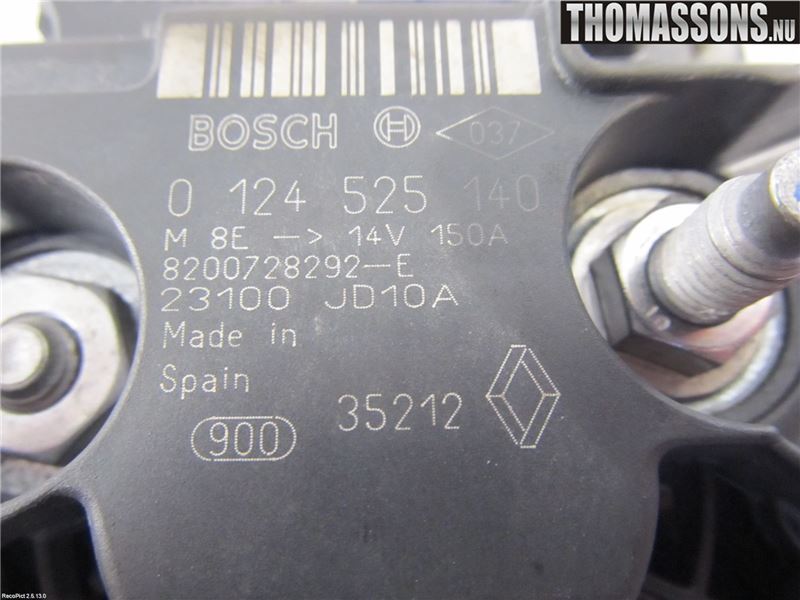 THOMASSONS.NU
BOSCH 037
0 124 525 140
M 8E -> 14V 150A
8200728292-E
23100 JD10A
Made in
Spain
35212
900
RecoPict 2.5.13.0